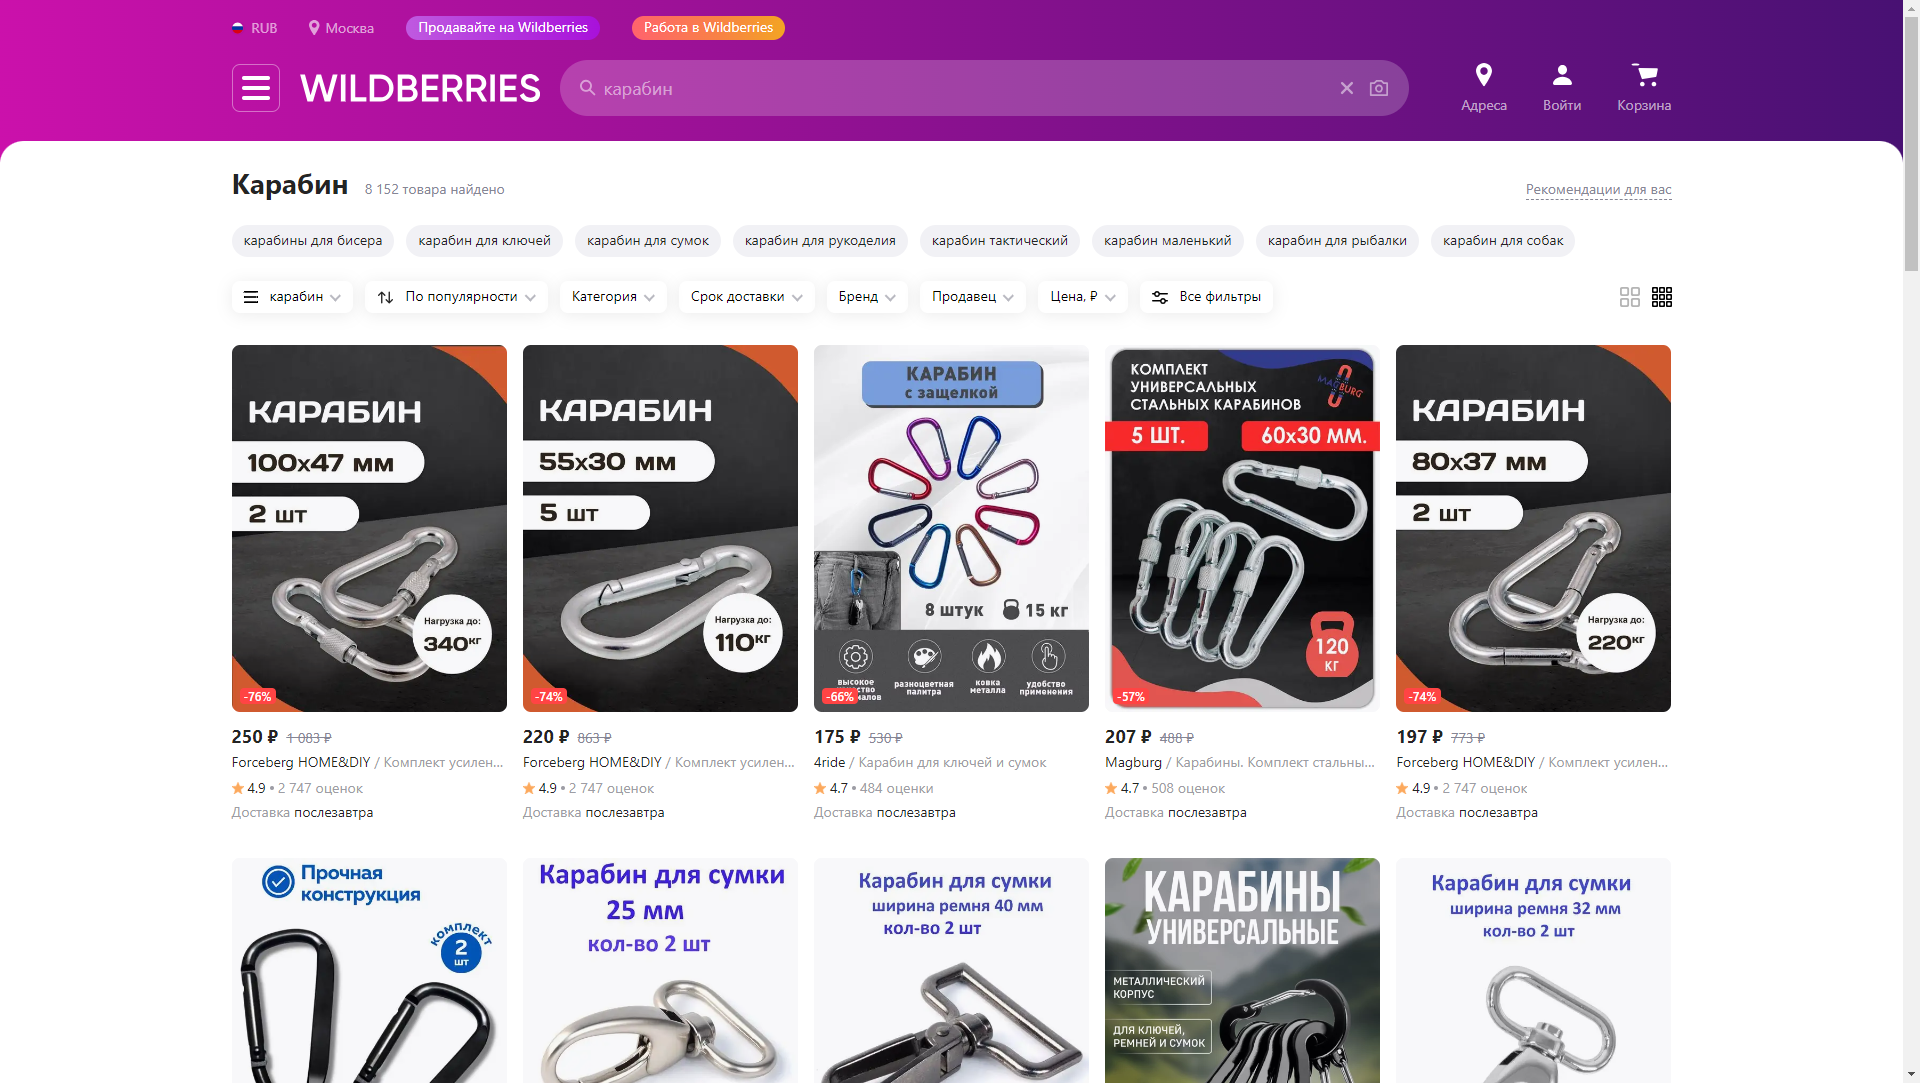 RUB
Москва
Продавайте на Wildberries
Работа в Wildberries
WILDBERRIES
карабин
Адреса
Войти
Корзина
Карабин
8 152 товара найдено
Рекомендации для вас
карабины для бисера
карабин для ключей
карабин для сумок
карабин для рукоделия
карабин тактический
карабин маленький
карабин для рыбалки
карабин для собак
карабин
По популярности
Категория
Срок доставки
Бренд
Продавец
Цена, ₽
Все фильтры
КАРАБИН
100x47 мм
2 шт
Нагрузка до:
340кг
-76%
250 ₽ 1 083 ₽
Forceberg HOME&DIY / Комплект усилен...
4.9 • 2 747 оценок
Доставка послезавтра
КАРАБИН
55x30 мм
5 шт
Нагрузка до:
110кг
-74%
220 ₽ 863 ₽
Forceberg HOME&DIY / Комплект усилен...
4.9 • 2 747 оценок
Доставка послезавтра
КАРАБИН
с защелкой
8 штук
15 кг
высокое
разноцветная
палитра
ковка
металла
удобство
применения
-66%
175 ₽ 530 ₽
4ride / Карабин для ключей и сумок
4.7 • 484 оценки
Доставка послезавтра
КОМПЛЕКТ
УНИВЕРСАЛЬНЫХ
СТАЛЬНЫХ КАРАБИНОВ
MAGBURG
5 ШТ.
60x30 ММ.
120
КГ
-57%
207 ₽ 488 ₽
Magburg / Карабины. Комплект стальны...
4.7 • 508 оценок
Доставка послезавтра
КАРАБИН
80x37 мм
2 шт
Нагрузка до:
220кг
-74%
197 ₽ 773 ₽
Forceberg HOME&DIY / Комплект усилен...
4.9 • 2 747 оценок
Доставка послезавтра
Прочная
конструкция
комплект
2
шт
Карабин для сумки
25 мм
кол-во 2 шт
Карабин для сумки
ширина ремня 40 мм
кол-во 2 шт
КАРАБИНЫ
УНИВЕРСАЛЬНЫЕ
МЕТАЛЛИЧЕСКИЙ
КОРПУС
ДЛЯ КЛЮЧЕЙ,
РЕМНЕЙ И СУМОК
Карабин для сумки
ширина ремня 32 мм
кол-во 2 шт